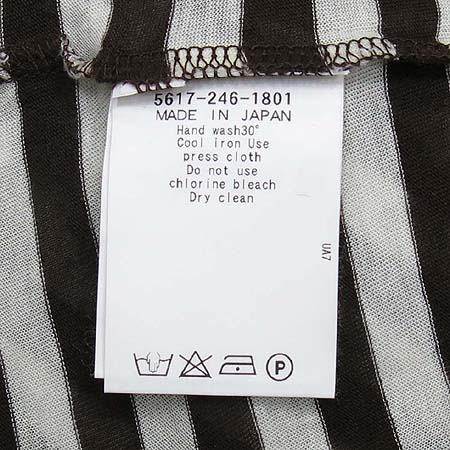 5617-246-1801
MADE IN JAPAN
Hand wash30°
Cool iron Use
press cloth
Do not use
chlorine bleach
Dry clean
UA7
P